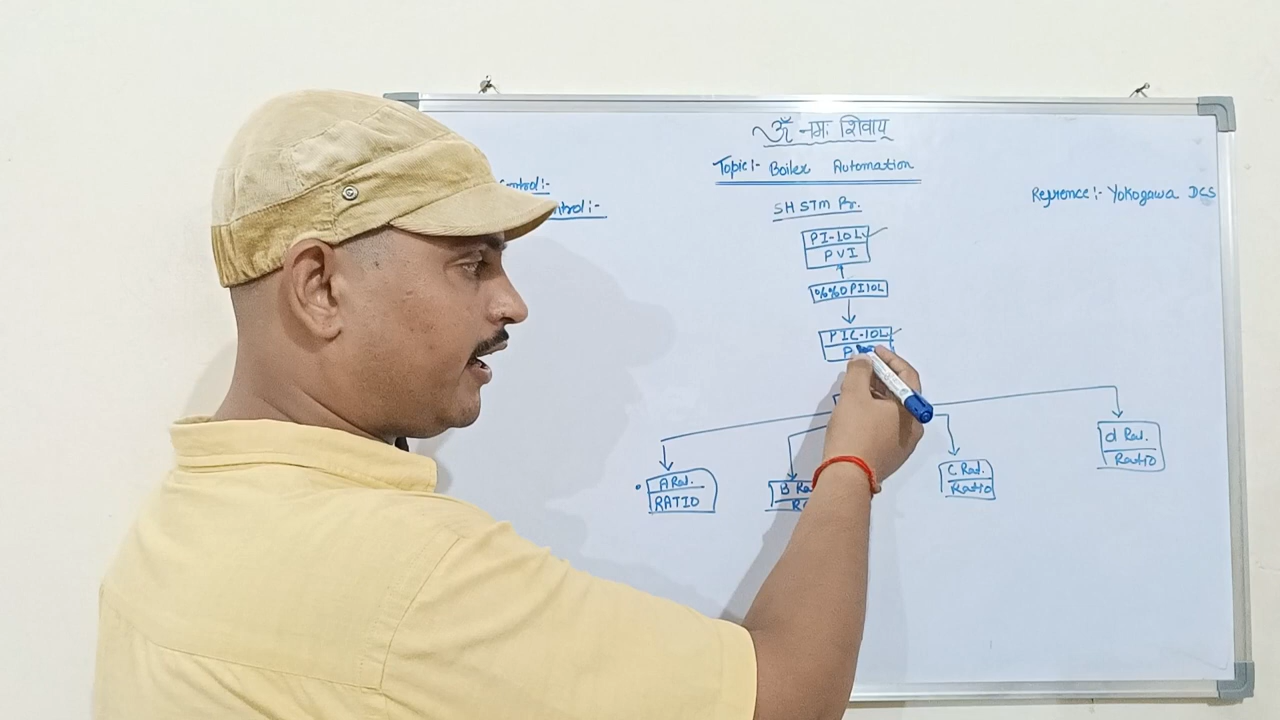 ॐ नमः शिवाय
Topic:- Boiler Automation
Reference:- Yokogawa DCS
SH STM Pr.
PI-101
PVI
%%OPI101
PIC-101
A Rad.
RATIO
C Rad.
Ratio
d Rad.
Ratio